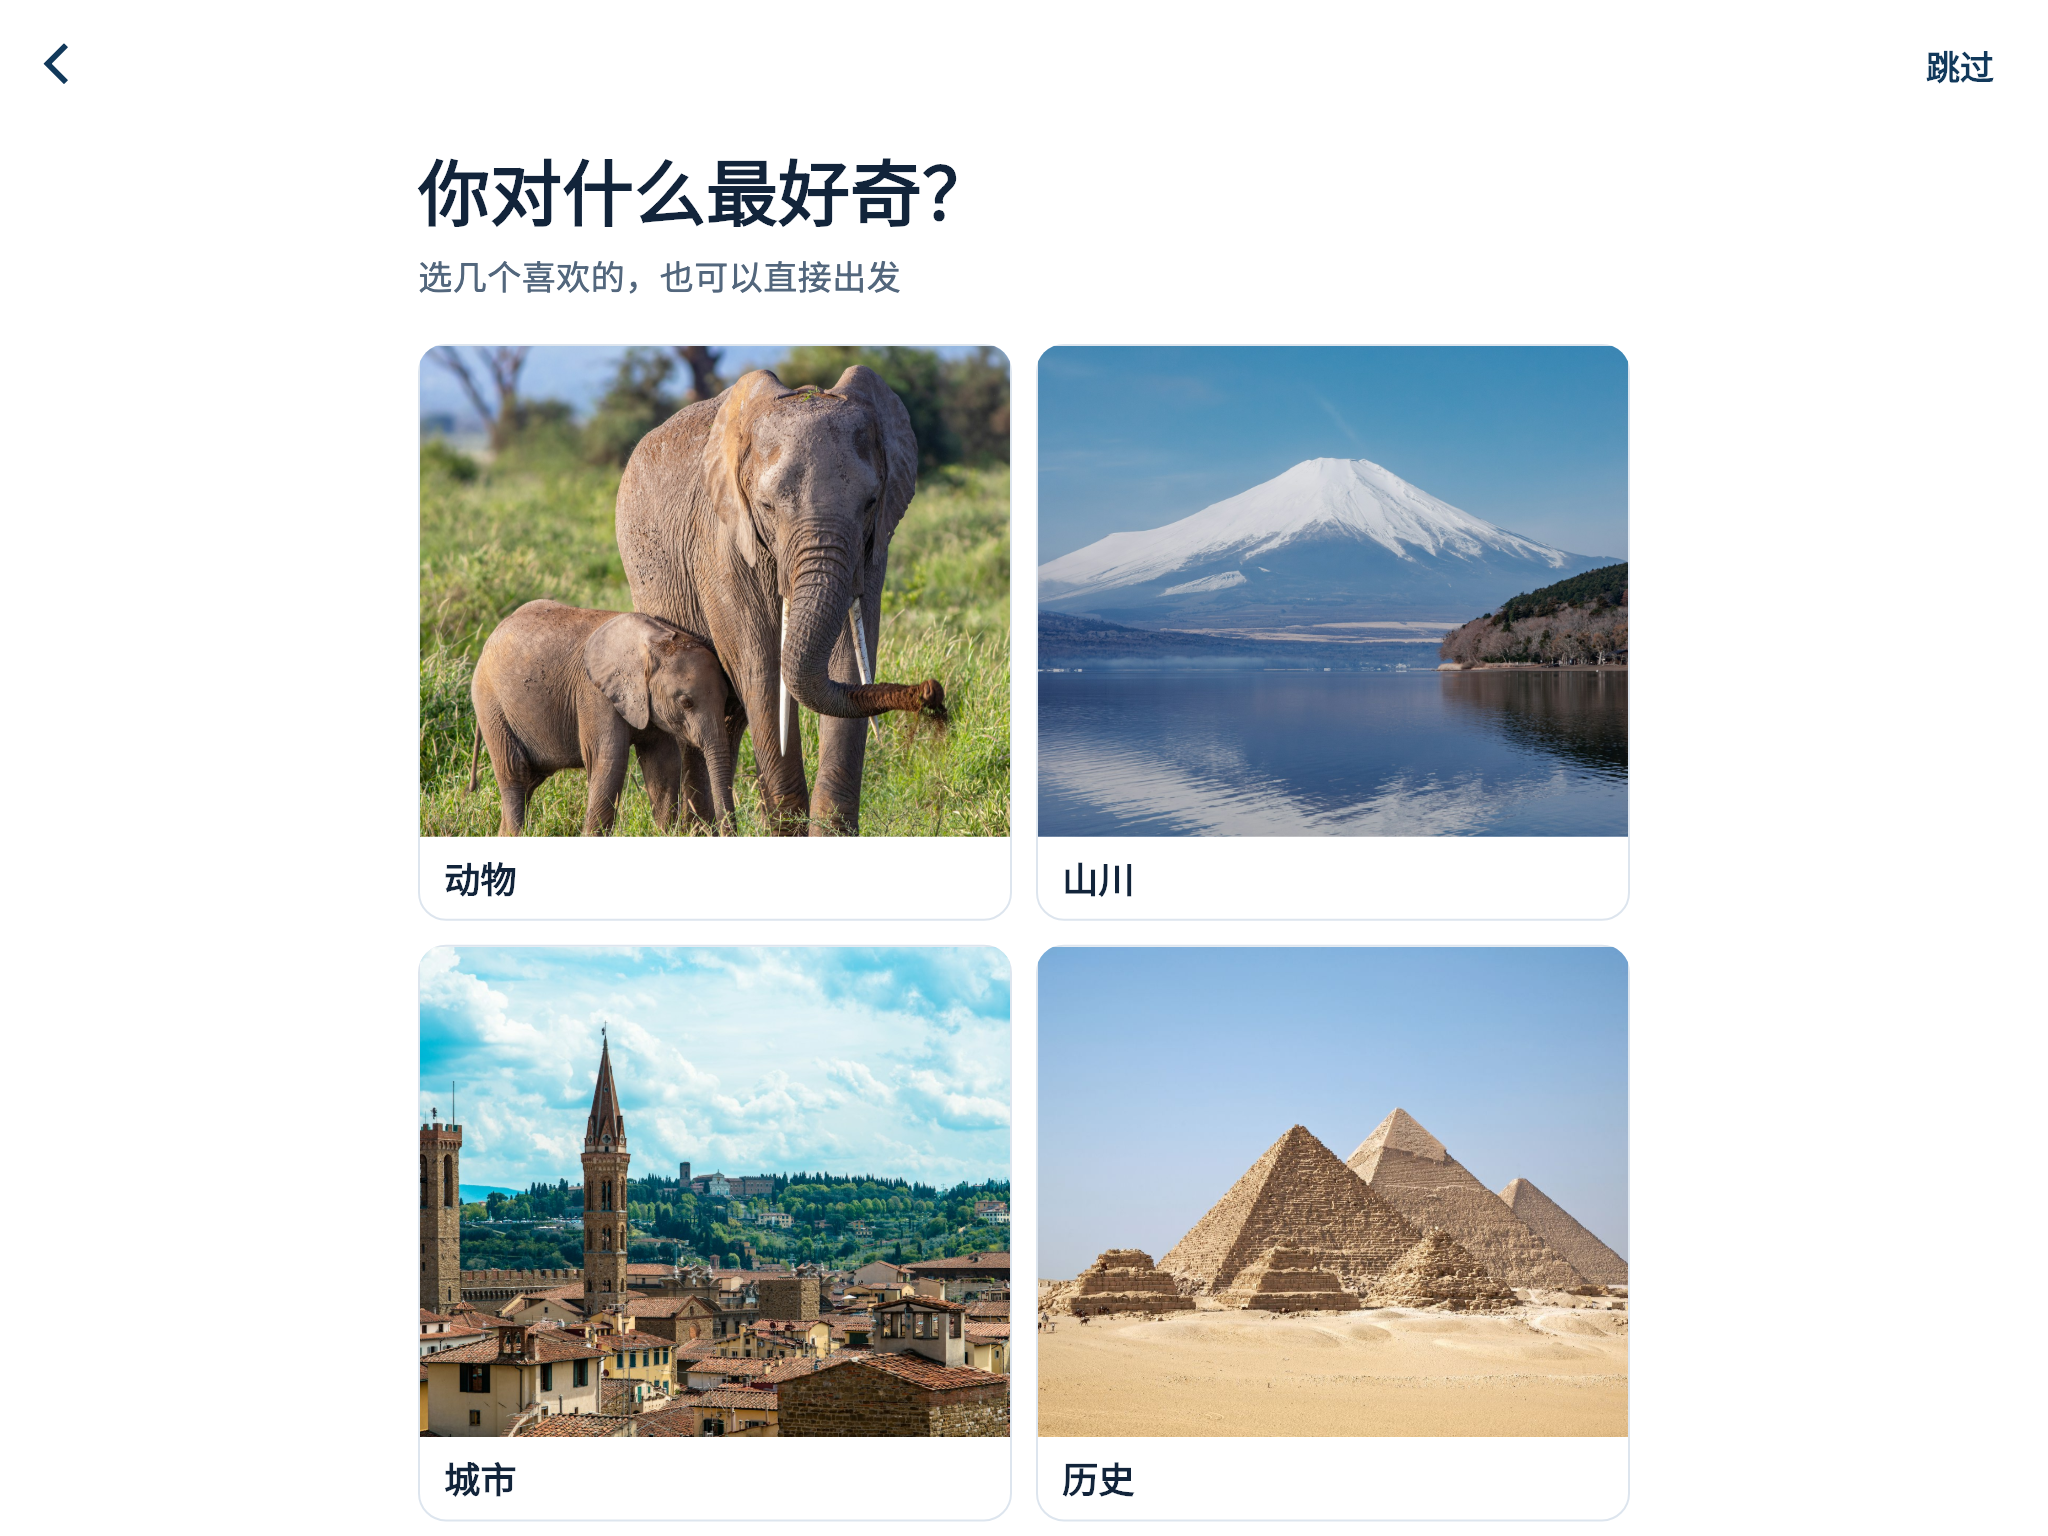 跳过
你对什么最好奇？
选几个喜欢的，也可以直接出发
动物
山川
城市
历史